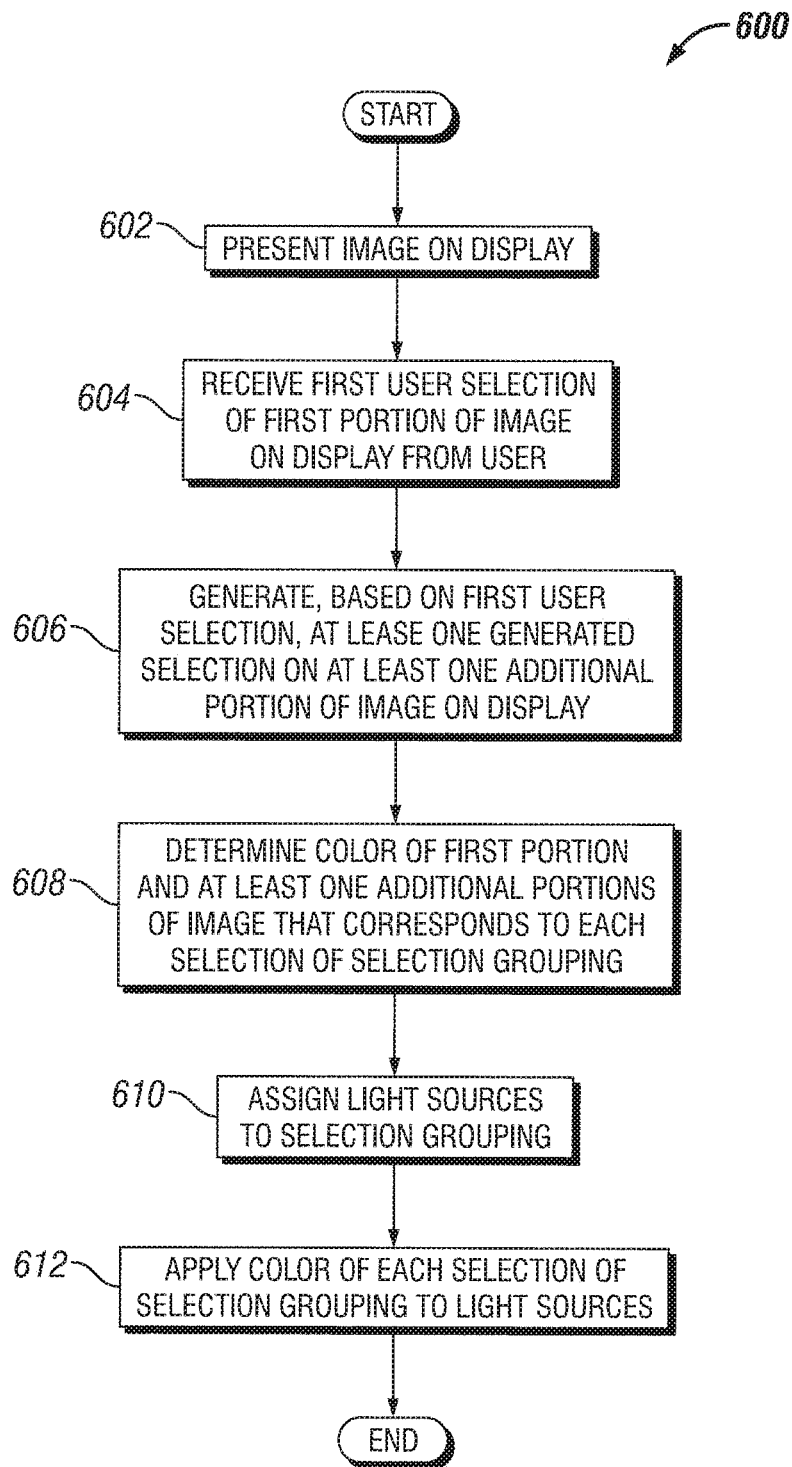 600
START
602
PRESENT IMAGE ON DISPLAY
604
RECEIVE FIRST USER SELECTION
OF FIRST PORTION OF IMAGE
ON DISPLAY FROM USER
606
GENERATE, BASED ON FIRST USER
SELECTION, AT LEASE ONE GENERATED
SELECTION ON AT LEAST ONE ADDITIONAL
PORTION OF IMAGE ON DISPLAY
608
DETERMINE COLOR OF FIRST PORTION
AND AT LEAST ONE ADDITIONAL PORTIONS
OF IMAGE THAT CORRESPONDS TO EACH
SELECTION OF SELECTION GROUPING
610
ASSIGN LIGHT SOURCES
TO SELECTION GROUPING
612
APPLY COLOR OF EACH SELECTION OF
SELECTION GROUPING TO LIGHT SOURCES
END